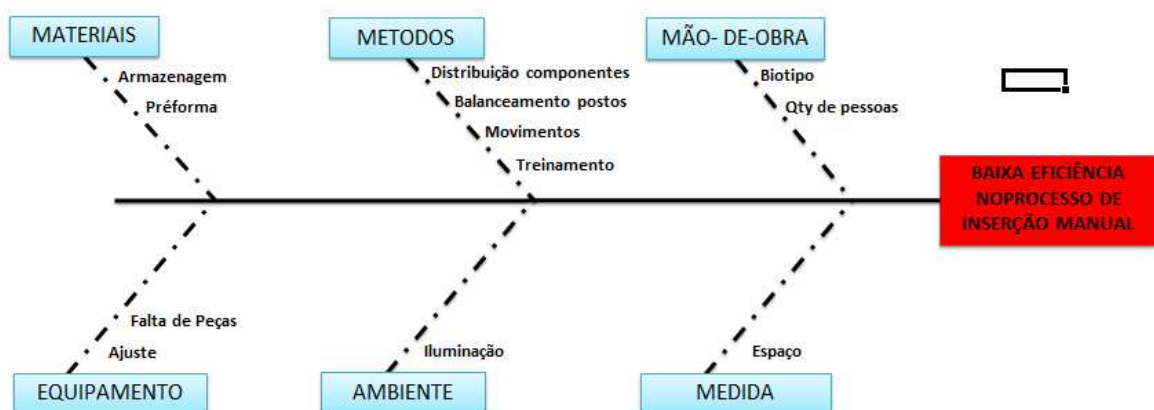 MATERIAIS
METODOS
MÃO- DE-OBRA
Armazenagem
Préforma
Distribuição componentes
Balanceamento postos
Movimentos
Treinamento
Biotipo
Qty de pessoas
BAIXA EFICIÊNCIA
NOPROCESSO DE
INSERÇÃO MANUAL
Falta de Peças
Ajuste
Iluminação
Espaço
EQUIPAMENTO
AMBIENTE
MEDIDA